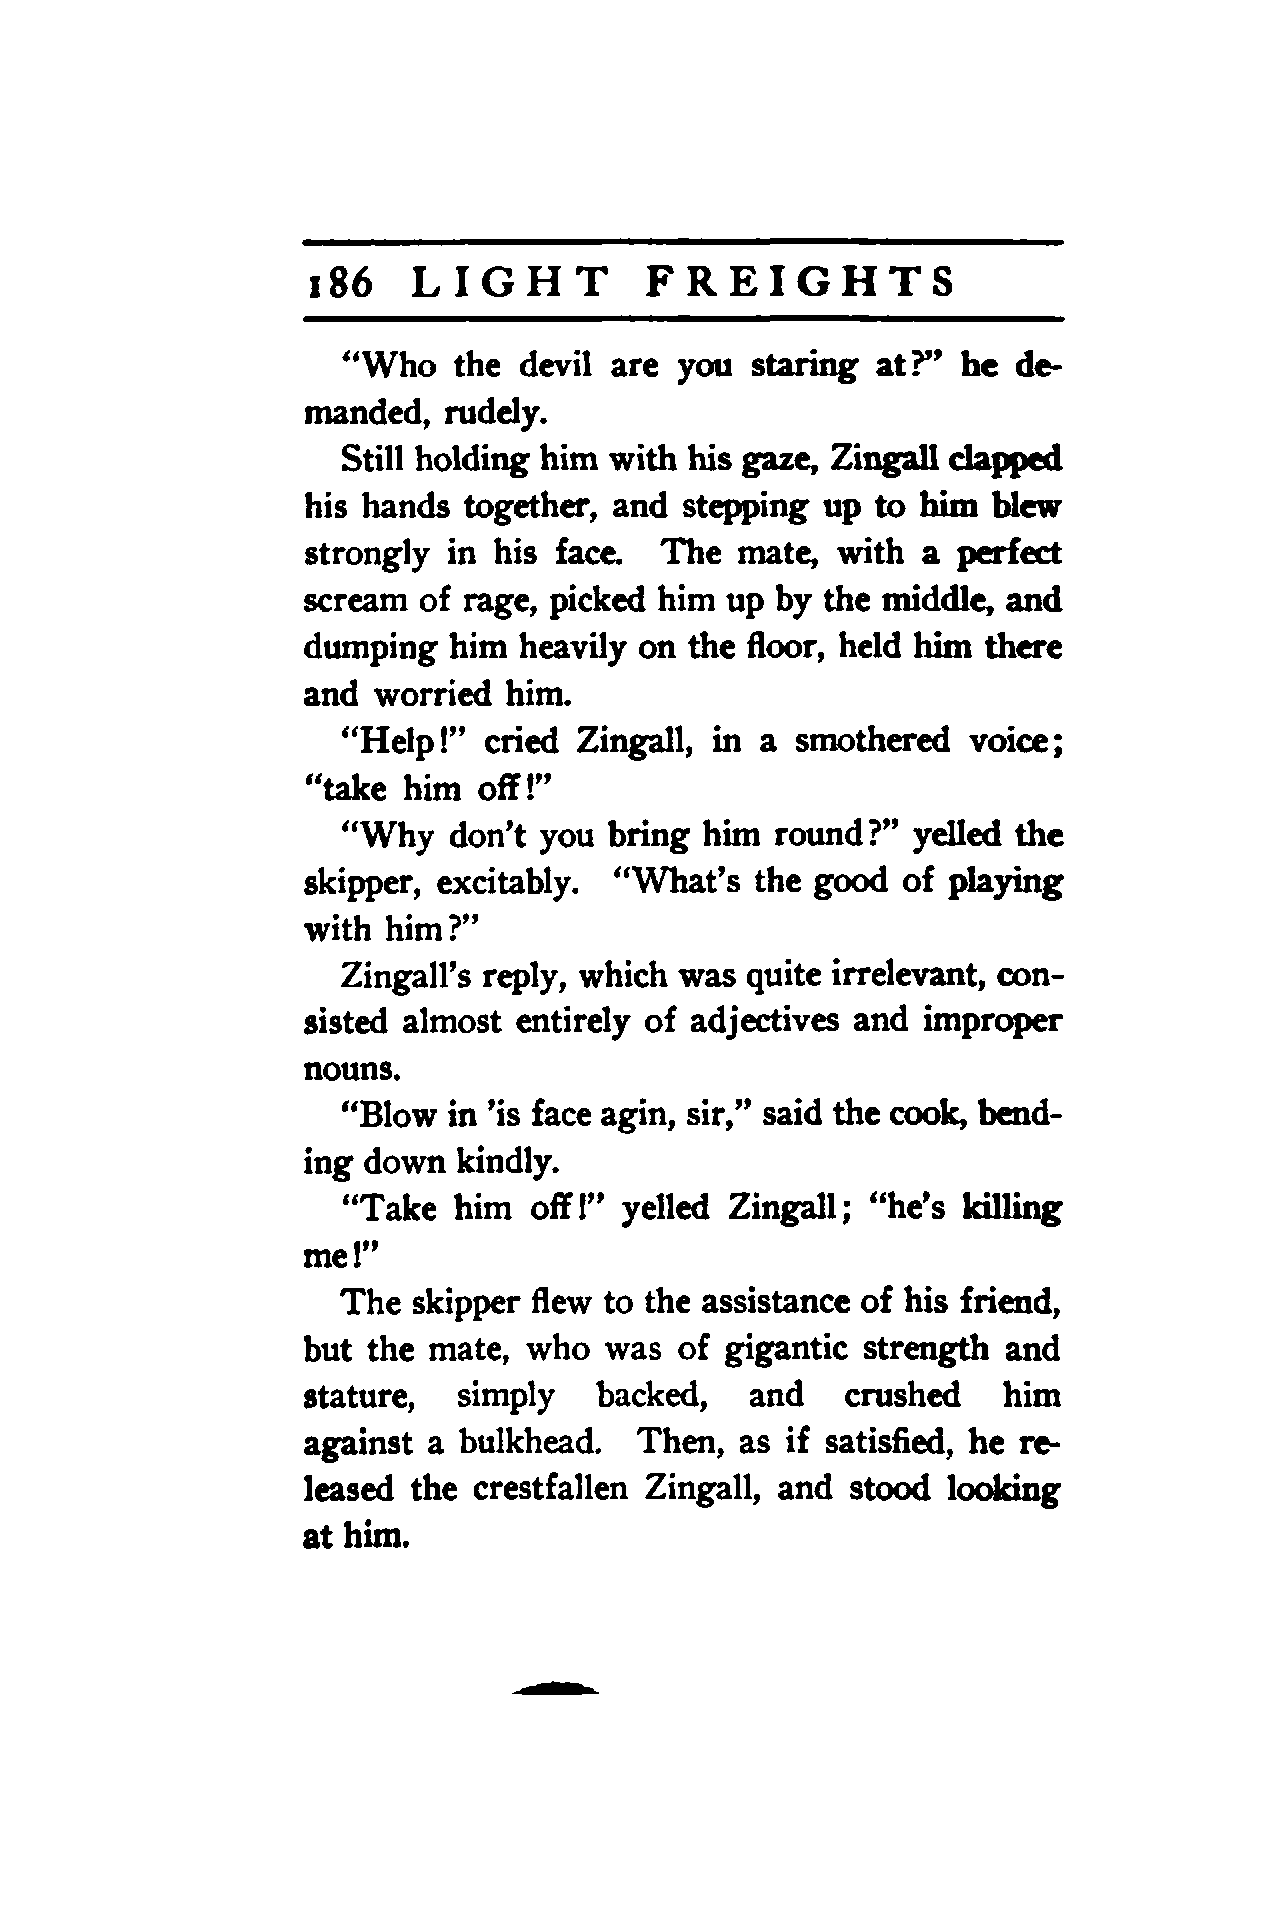 186 LIGHT FREIGHTS
“Who the devil are you staring at?” he de-
manded, rudely.
Still holding him with his gaze, Zingall clapped
his hands together, and stepping up to him blew
strongly in his face. The mate, with a perfect
scream of rage, picked him up by the middle, and
dumping him heavily on the floor, held him there
and worried him.
“Help!” cried Zingall, in a smothered voice;
“take him off!”
“Why don’t you bring him round?” yelled the
skipper, excitably. “What’s the good of playing
with him?”
Zingall’s reply, which was quite irrelevant, con-
sisted almost entirely of adjectives and improper
nouns.
“Blow in ’is face agin, sir,” said the cook, bend-
ing down kindly.
“Take him off!” yelled Zingall; “he’s killing
me!”
The skipper flew to the assistance of his friend,
but the mate, who was of gigantic strength and
stature, simply backed, and crushed him
against a bulkhead. Then, as if satisfied, he re-
leased the crestfallen Zingall, and stood looking
at him.